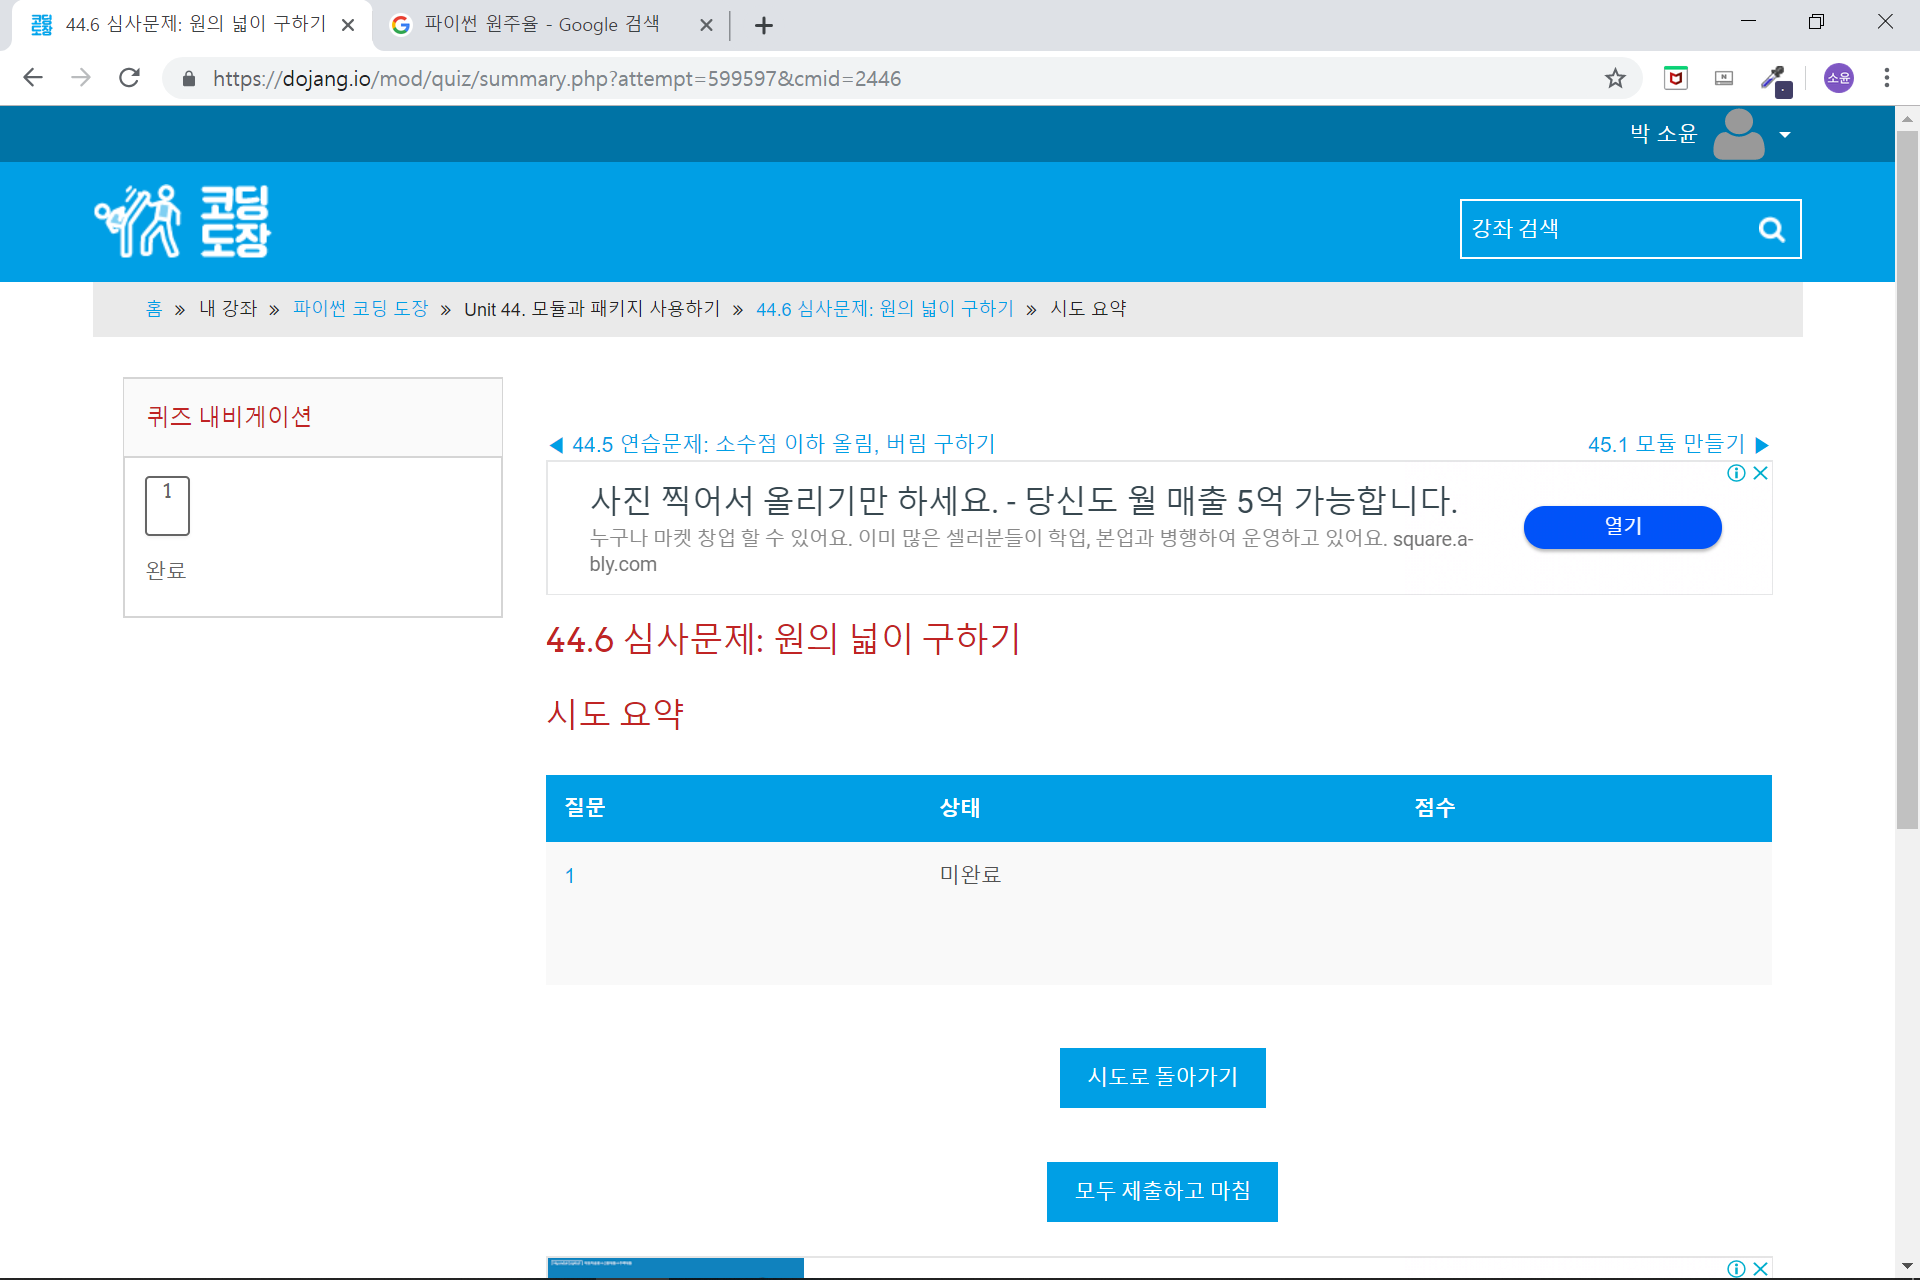 44.6 심사문제: 원의 넓이 구하기
파이썬 원주율 - Google 검색
https://dojang.io/mod/quiz/summary.php?attempt=599597&cmid=2446
소윤
박 소윤
코딩
도장
강좌 검색
홈 » 내 강좌 » 파이썬 코딩 도장 » Unit 44. 모듈과 패키지 사용하기 » 44.6 심사문제: 원의 넓이 구하기 » 시도 요약
퀴즈 내비게이션
1
완료
◀ 44.5 연습문제: 소수점 이하 올림, 버림 구하기
45.1 모듈 만들기 ▶
사진 찍어서 올리기만 하세요. - 당신도 월 매출 5억 가능합니다.
누구나 마켓 창업 할 수 있어요. 이미 많은 셀러분들이 학업, 본업과 병행하여 운영하고 있어요. square.a-
bly.com
열기
44.6 심사문제: 원의 넓이 구하기
시도 요약
질문 상태 점수
1 미완료
시도로 돌아가기
모두 제출하고 마침